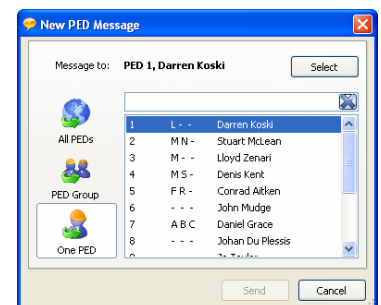 New PED Message
Message to: PED 1, Darren Koski Select
All PEDs
PED Group
One PED
1 L - - Darren Koski
2 M N - Stuart McLean
3 M - - Lloyd Zenari
4 M S - Denis Kent
5 F R - Conrad Aitken
6 - - - John Mudge
7 A B C Daniel Grace
8 - - - Johan Du Plessis
Send Cancel